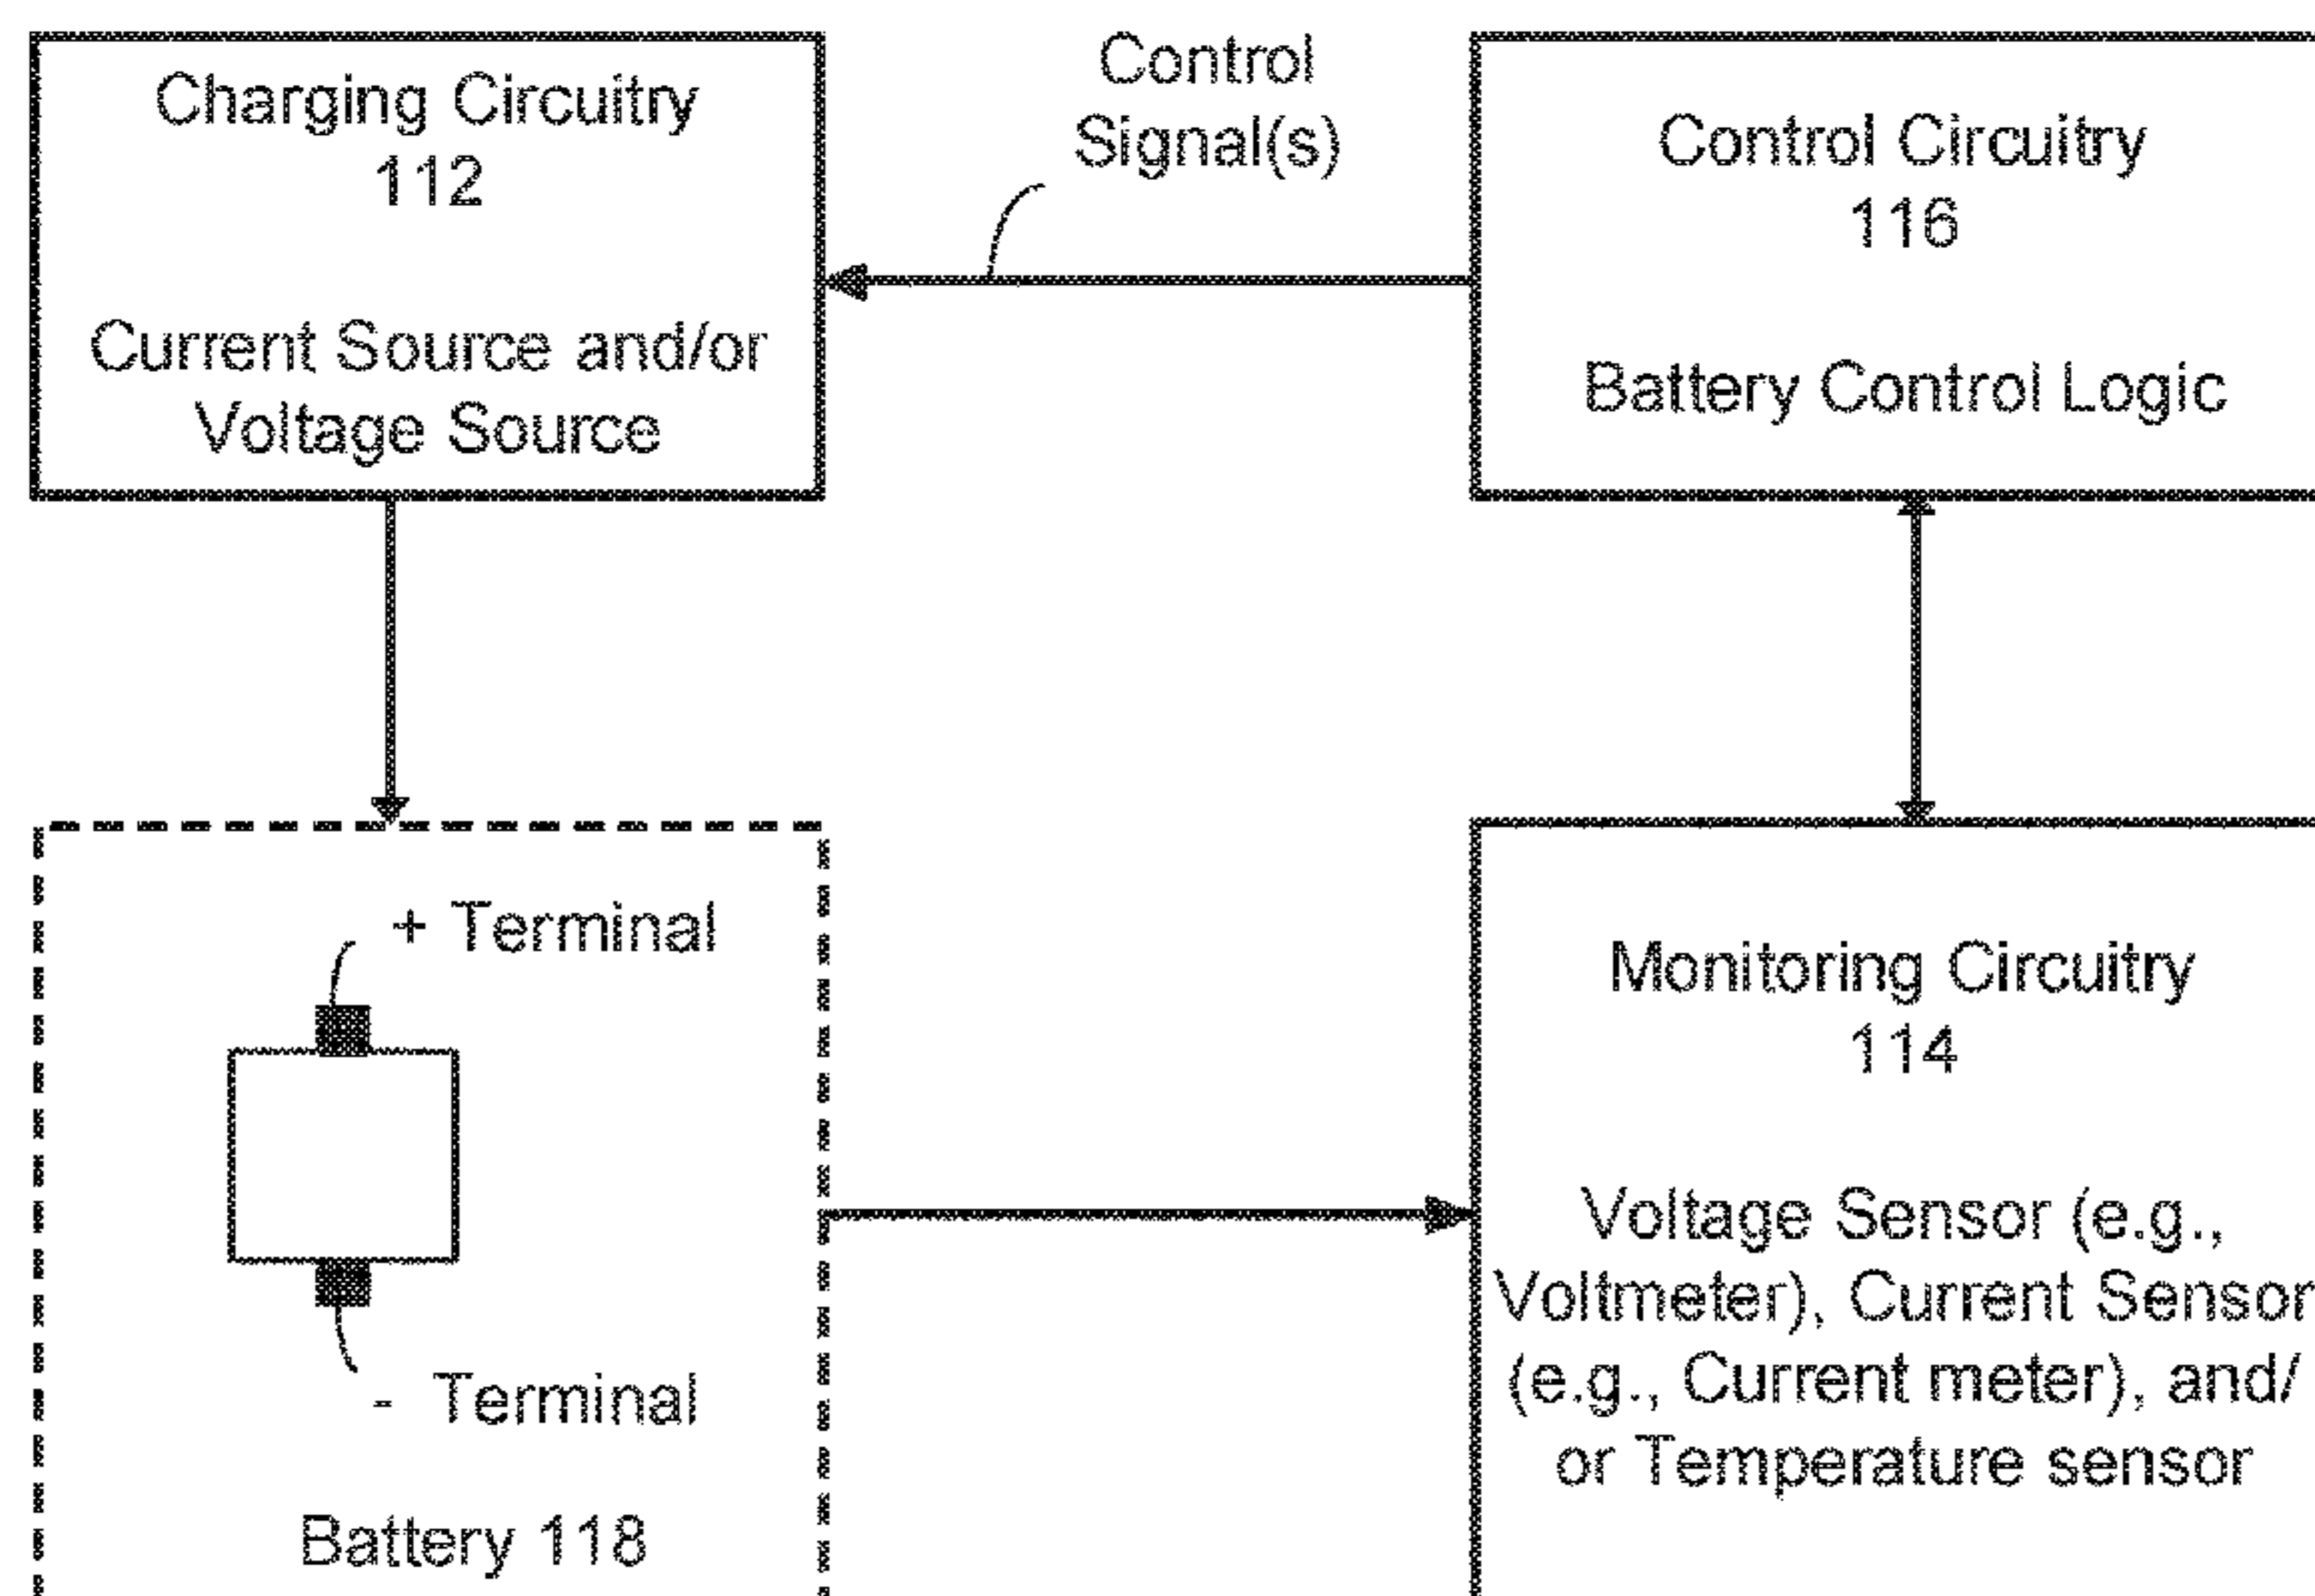 Charging Circuitry
112
Current Source and/or
Voltage Source
Control
Signal(s)
Control Circuitry
116
Battery Control Logic
+ Terminal
- Terminal
Battery 118
Monitoring Circuitry
114
Voltage Sensor (e.g.,
Voltmeter), Current Sensor
(e.g., Current meter), and/
or Temperature sensor